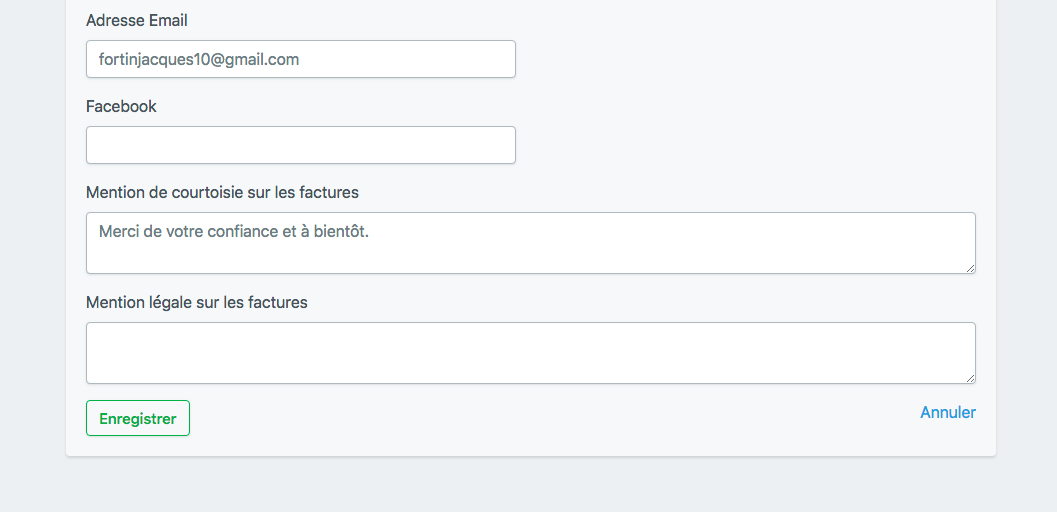 Adresse Email
fortinjacques10@gmail.com
Facebook
Mention de courtoisie sur les factures
Merci de votre confiance et à bientôt.
Mention légale sur les factures
Enregistrer
Annuler